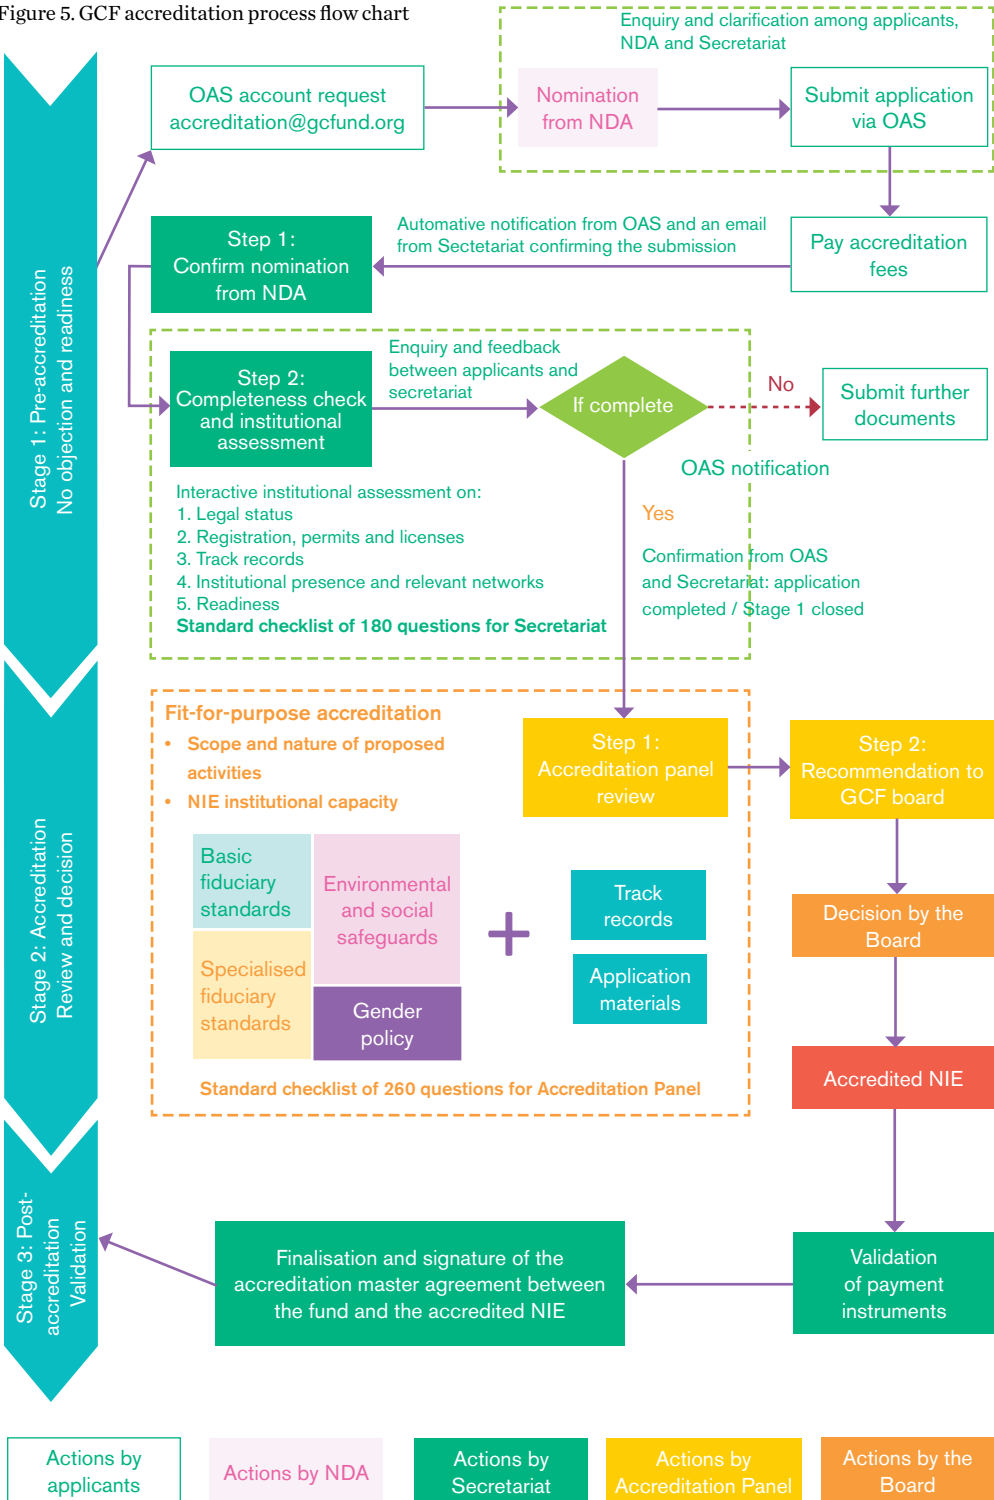 Figure 5. GCF accreditation process flow chart
Enquiry and clarification among applicants,
NDA and Secretariat
OAS account request
accreditation@gcfund.org
Nomination
from NDA
Submit application
via OAS
Stage 1: Pre-accreditation
No objection and readiness
Step 1:
Confirm nomination
from NDA
Automative notification from OAS and an email
from Sectetariat confirming the submission
Pay accreditation
fees
Step 2:
Completeness check
and institutional
assessment
Enquiry and feedback
between applicants and
secretariat
If complete
No
Submit further
documents
OAS notification
Yes
Confirmation from OAS
and Secretariat: application
completed / Stage 1 closed
Interactive institutional assessment on:
1. Legal status
2. Registration, permits and licenses
3. Track records
4. Institutional presence and relevant networks
5. Readiness
Standard checklist of 180 questions for Secretariat
Stage 2: Accreditation
Review and decision
Fit-for-purpose accreditation
• Scope and nature of proposed
activities
• NIE institutional capacity
Step 1:
Accreditation panel
review
Step 2:
Recommendation to
GCF board
Basic
fiduciary
standards
Environmental
and social
safeguards
Specialised
fiduciary
standards
Gender
policy
+
Track
records
Application
materials
Standard checklist of 260 questions for Accreditation Panel
Decision by the
Board
Accredited NIE
Stage 3: Post-
accreditation
Validation
Finalisation and signature of the
accreditation master agreement between
the fund and the accredited NIE
Validation
of payment
instruments
Actions by
applicants
Actions by NDA
Actions by
Secretariat
Actions by
Accreditation Panel
Actions by the
Board